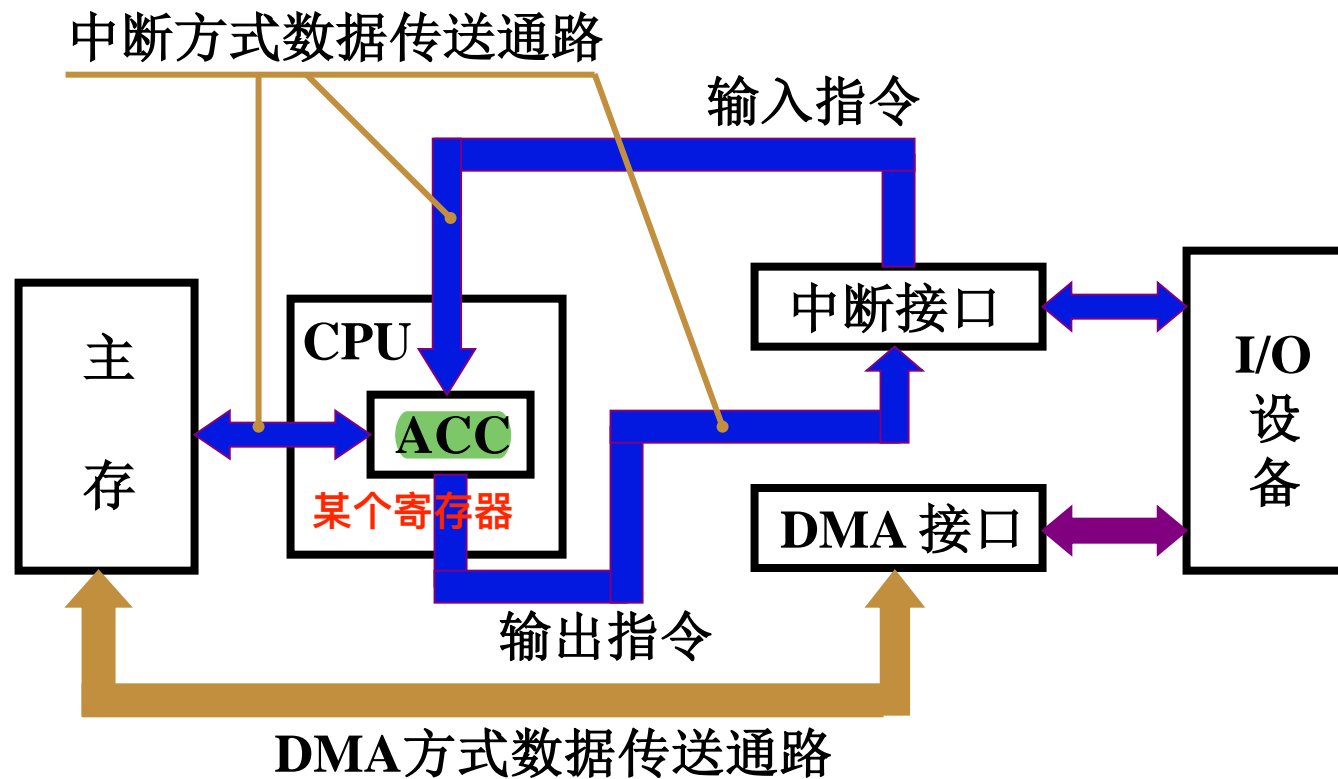 中断方式数据传送通路
输入指令
中断接口
CPU
主
存
I/O
设
备
ACC
某个寄存器
DMA 接口
输出指令
DMA方式数据传送通路